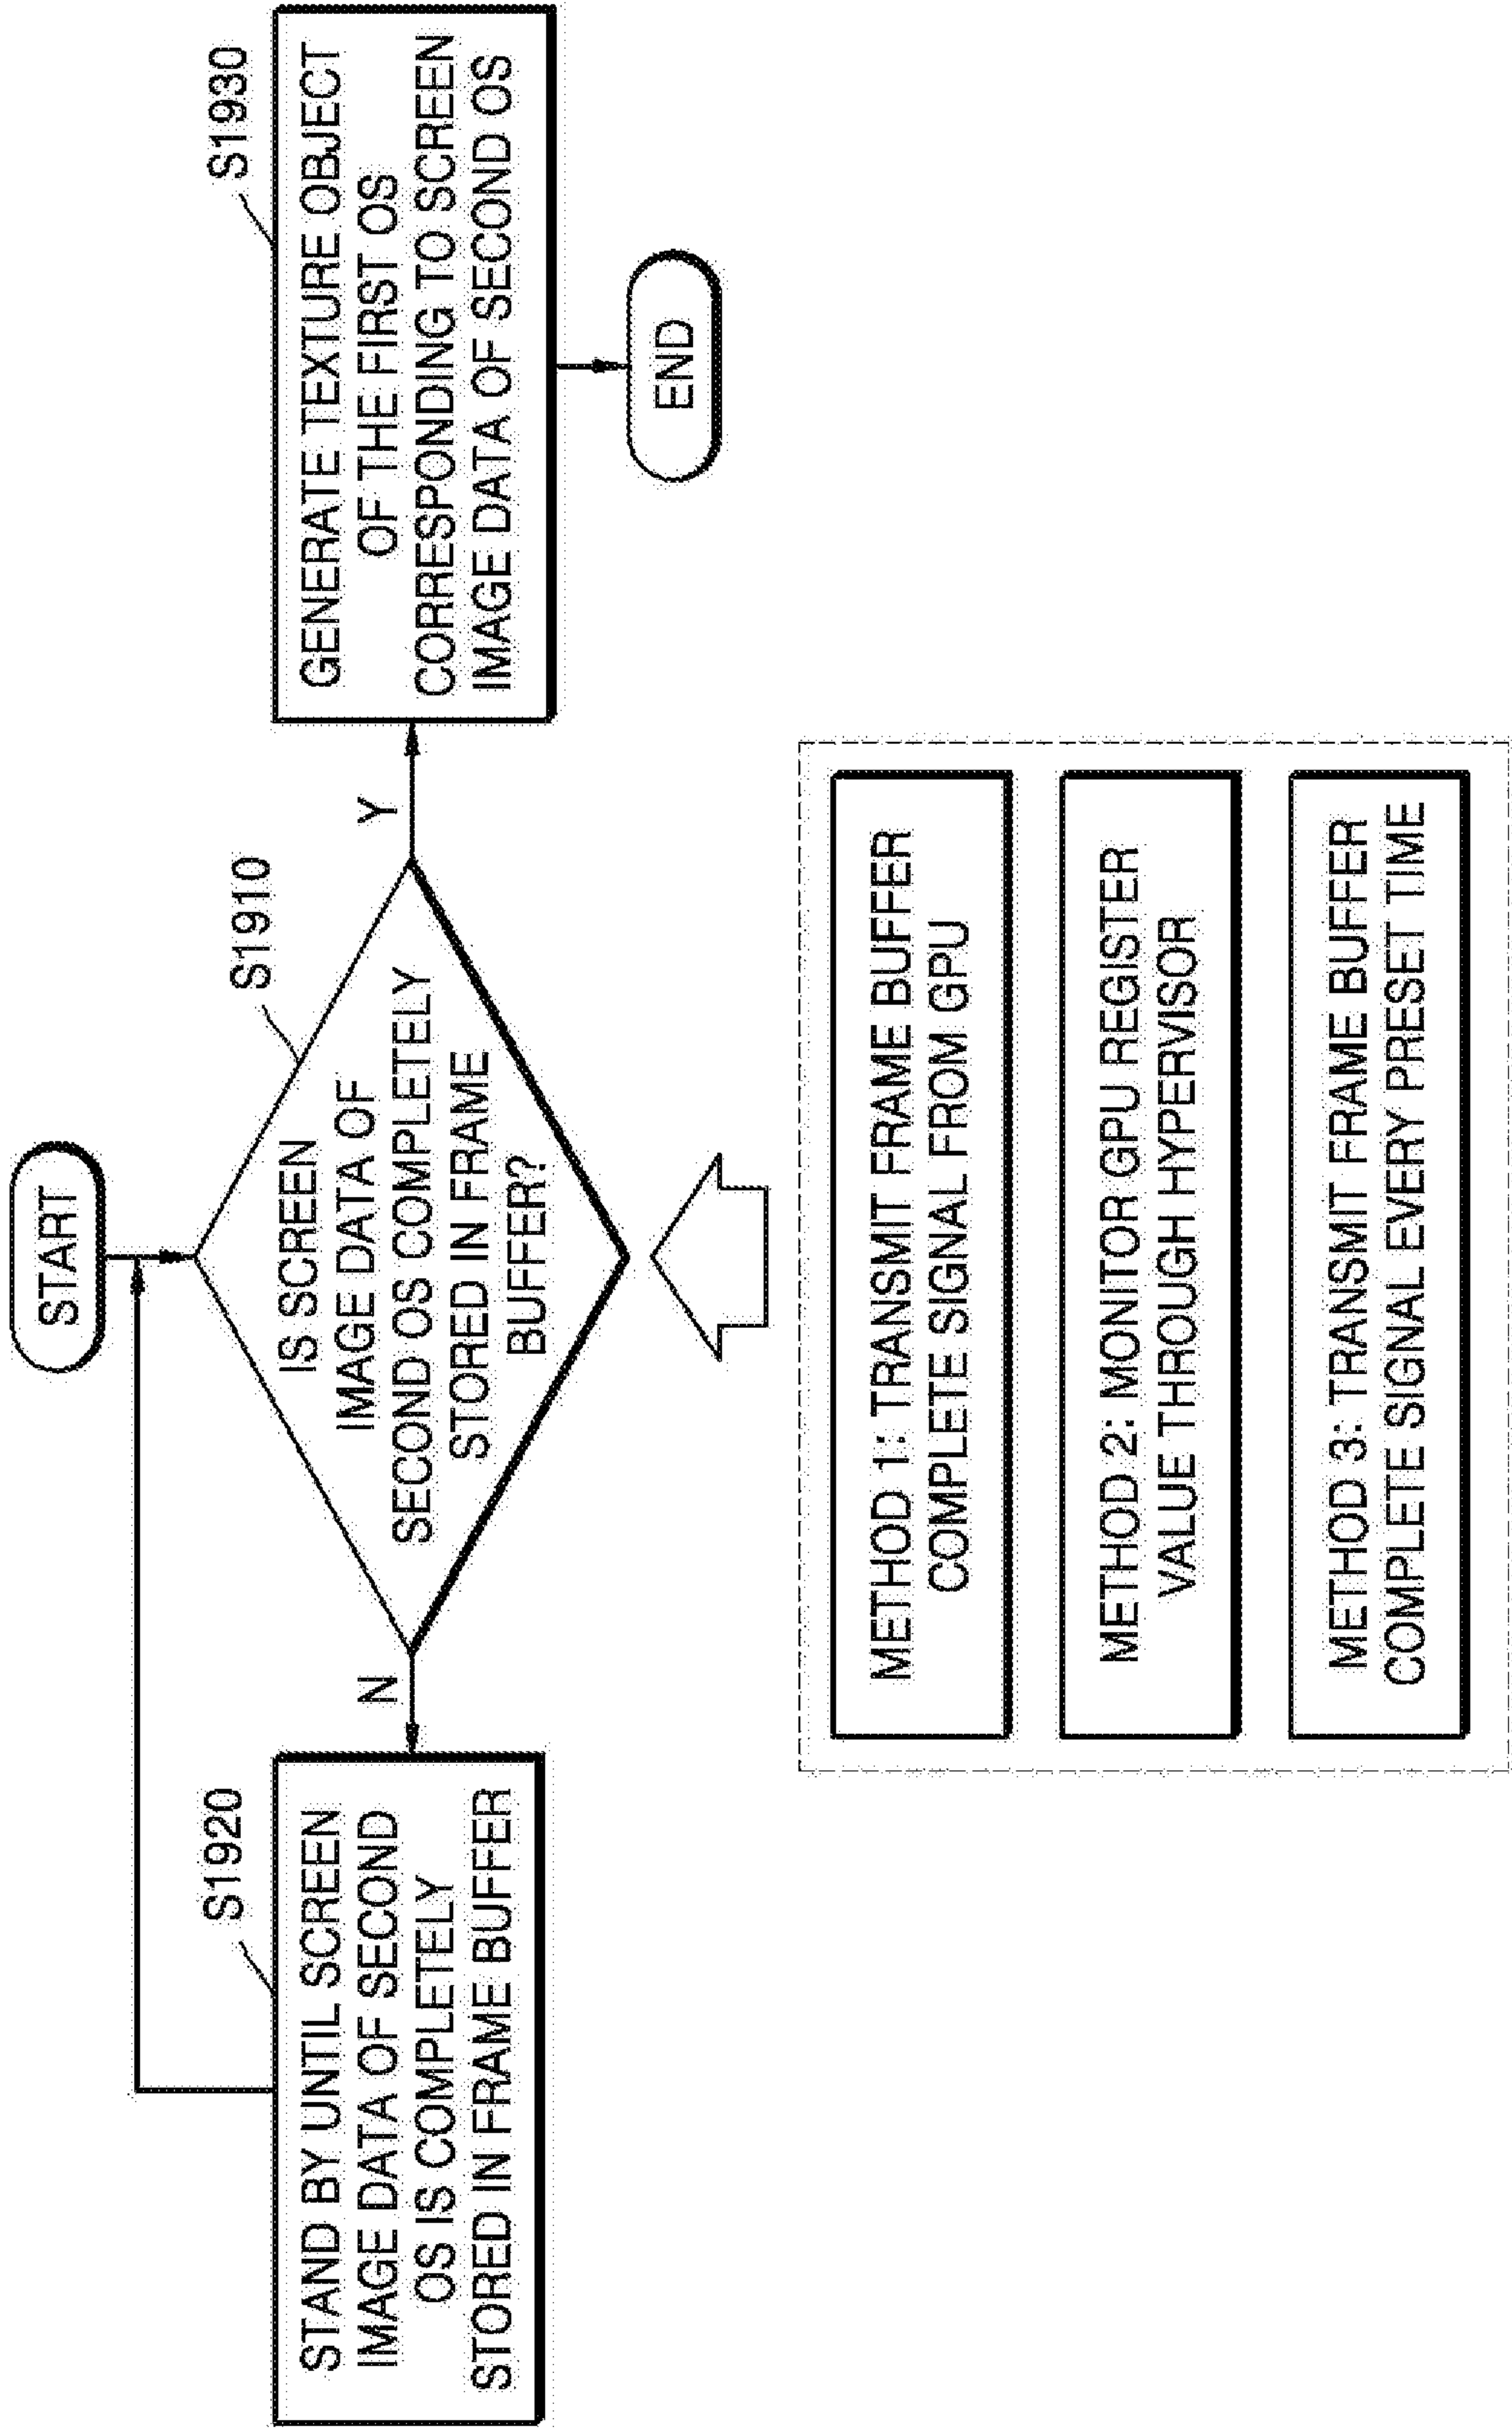 START
S1910
IS SCREEN
IMAGE DATA OF
SECOND OS COMPLETELY
STORED IN FRAME
BUFFER?
N
Y
S1920
STAND BY UNTIL SCREEN
IMAGE DATA OF SECOND
OS IS COMPLETELY
STORED IN FRAME BUFFER
S1930
GENERATE TEXTURE OBJECT
OF THE FIRST OS
CORRESPONDING TO SCREEN
IMAGE DATA OF SECOND OS
END
METHOD 1: TRANSMIT FRAME BUFFER
COMPLETE SIGNAL FROM GPU
METHOD 2: MONITOR GPU REGISTER
VALUE THROUGH HYPERVISOR
METHOD 3: TRANSMIT FRAME BUFFER
COMPLETE SIGNAL EVERY PRESET TIME